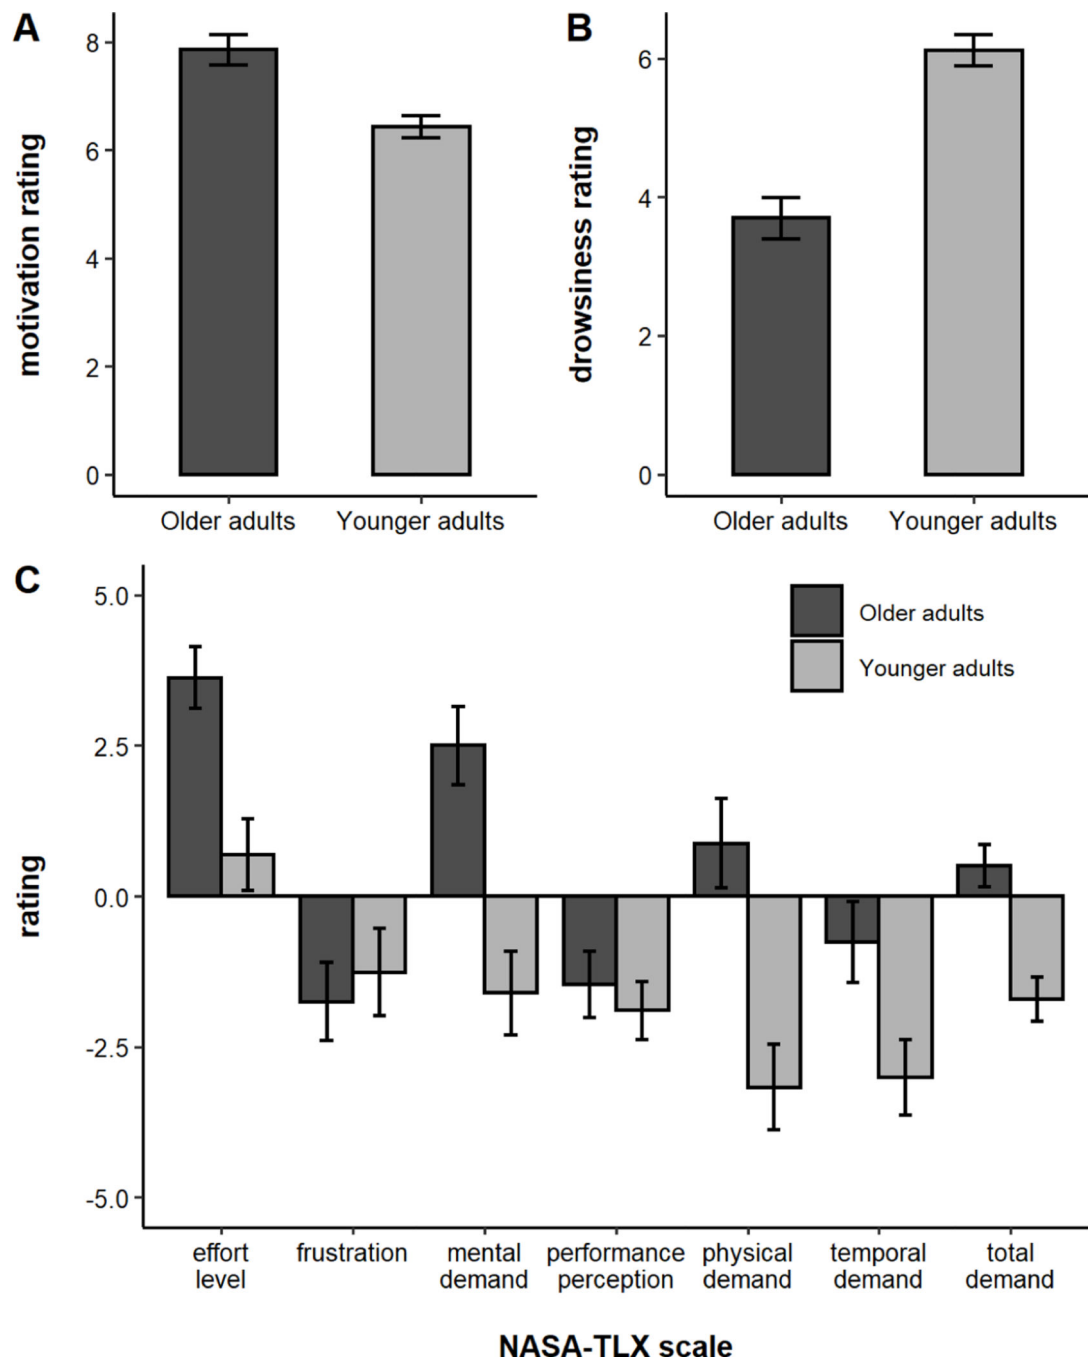 A
motivation rating
8
6
4
2
0
Older adults
Younger adults
B
drowsiness rating
6
4
2
0
Older adults
Younger adults
C
rating
5.0
2.5
0.0
-2.5
-5.0
Older adults
Younger adults
effort
level
frustration
mental
demand
performance
perception
physical
demand
temporal
demand
total
demand
NASA-TLX scale